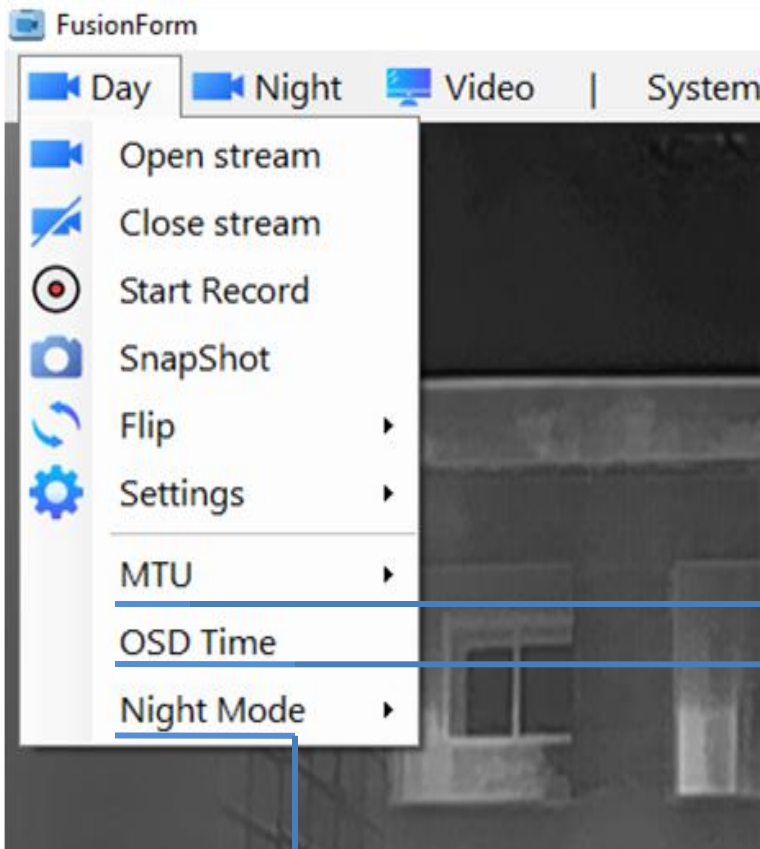 FusionForm
Day Night Video | System
Open stream
Close stream
Start Record
SnapShot
Flip
Settings
MTU
OSD Time
Night Mode